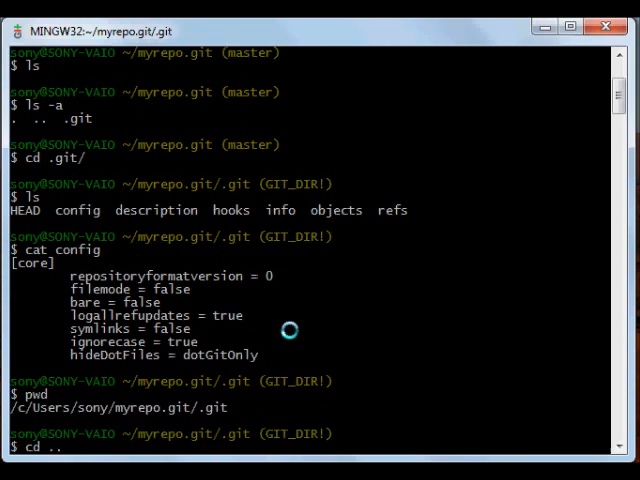 MINGW32:~/myrepo.git/.git
sony@SONY-VAIO ~/myrepo.git (master)
$ ls
sony@SONY-VAIO ~/myrepo.git (master)
$ ls -a
. .. .git
sony@SONY-VAIO ~/myrepo.git (master)
$ cd .git/
sony@SONY-VAIO ~/myrepo.git/.git (GIT_DIR!)
$ ls
HEAD config description hooks info objects refs
sony@SONY-VAIO ~/myrepo.git/.git (GIT_DIR!)
$ cat config
[core]
repositoryformatversion = 0
filemode = false
bare = false
logallrefupdates = true
symlinks = false
ignorecase = true
hideDotFiles = dotGitOnly
sony@SONY-VAIO ~/myrepo.git/.git (GIT_DIR!)
$ pwd
/c/Users/sony/myrepo.git/.git
sony@SONY-VAIO ~/myrepo.git/.git (GIT_DIR!)
$ cd ..